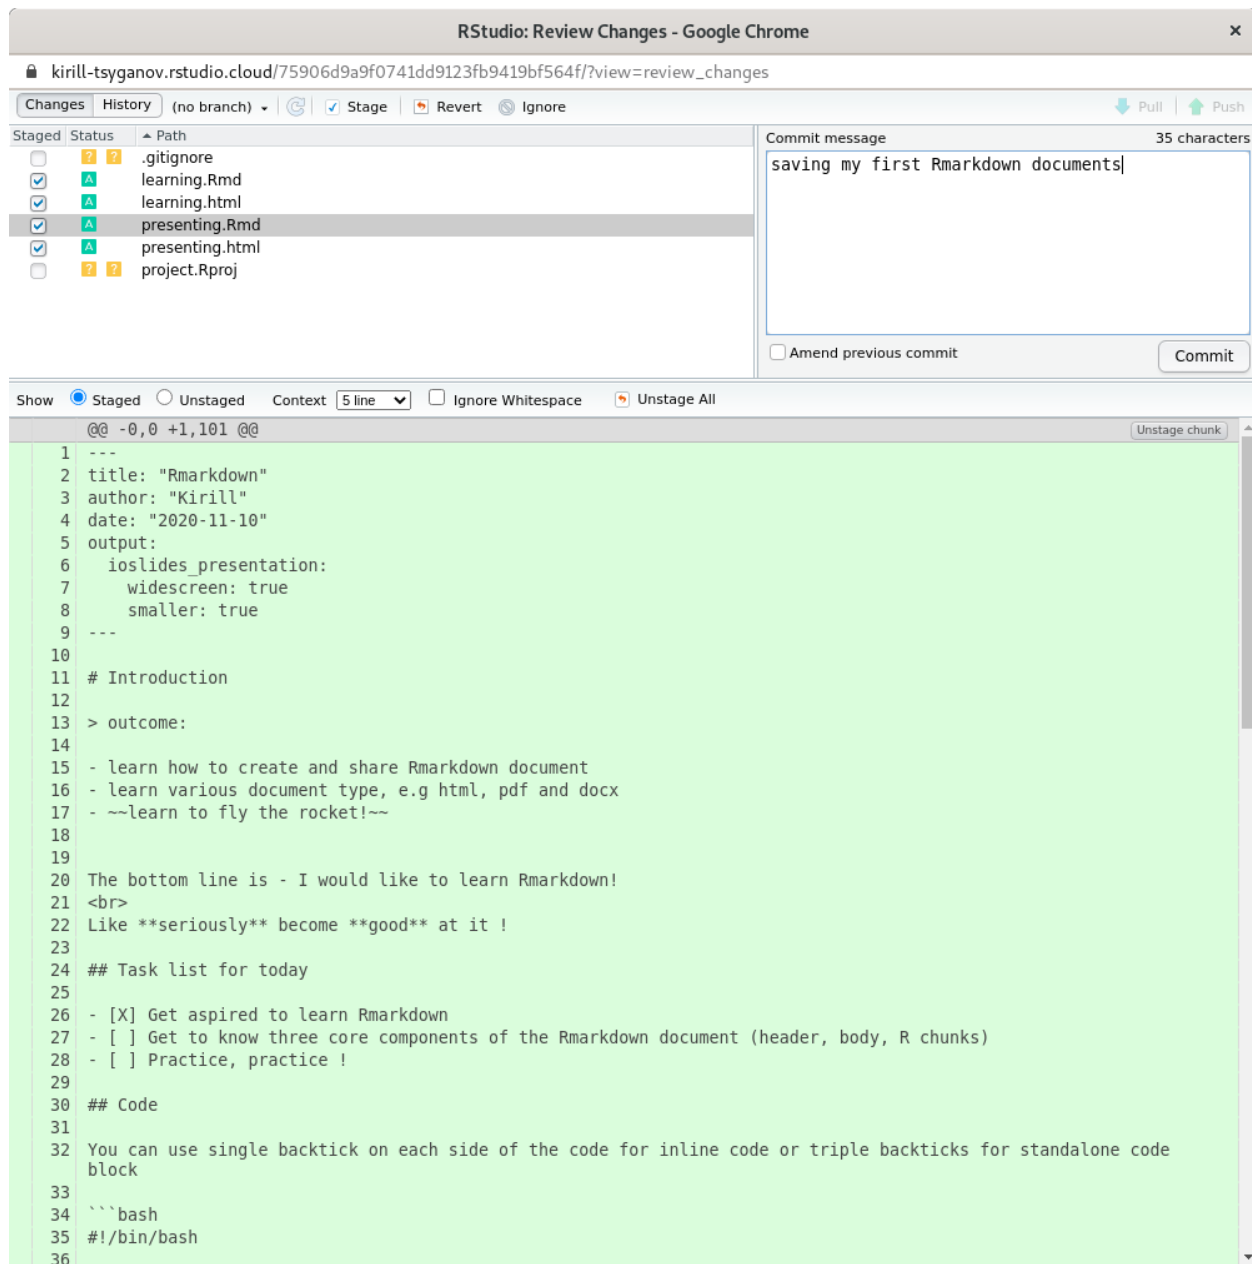 RStudio: Review Changes - Google Chrome ×
kirill-tsyganov.rstudio.cloud/75906d9a9f0741dd9123fb9419bf564f/?view=review_changes
Changes History (no branch) Stage Revert Ignore Pull Push
Staged Status Path
? ? .gitignore
A learning.Rmd
A learning.html
A presenting.Rmd
A presenting.html
? ? project.Rproj
Commit message 35 characters
saving my first Rmarkdown documents
Amend previous commit Commit
Show Staged Unstaged Context 5 line Ignore Whitespace Unstage All
@@ -0,0 +1,101 @@ Unstage chunk
1 ---
2 title: "Rmarkdown"
3 author: "Kirill"
4 date: "2020-11-10"
5 output:
6   ioslides_presentation:
7     widescreen: true
8     smaller: true
9 ---
10
11 # Introduction
12
13 > outcome:
14
15 - learn how to create and share Rmarkdown document
16 - learn various document type, e.g html, pdf and docx
17 - ~~learn to fly the rocket!~~
18
19
20 The bottom line is - I would like to learn Rmarkdown!
21 <br>
22 Like **seriously** become **good** at it !
23
24 ## Task list for today
25
26 - [X] Get aspired to learn Rmarkdown
27 - [ ] Get to know three core components of the Rmarkdown document (header, body, R chunks)
28 - [ ] Practice, practice !
29
30 ## Code
31
32 You can use single backtick on each side of the code for inline code or triple backticks for standalone code
block
33
34 ```bash
35 #!/bin/bash
36